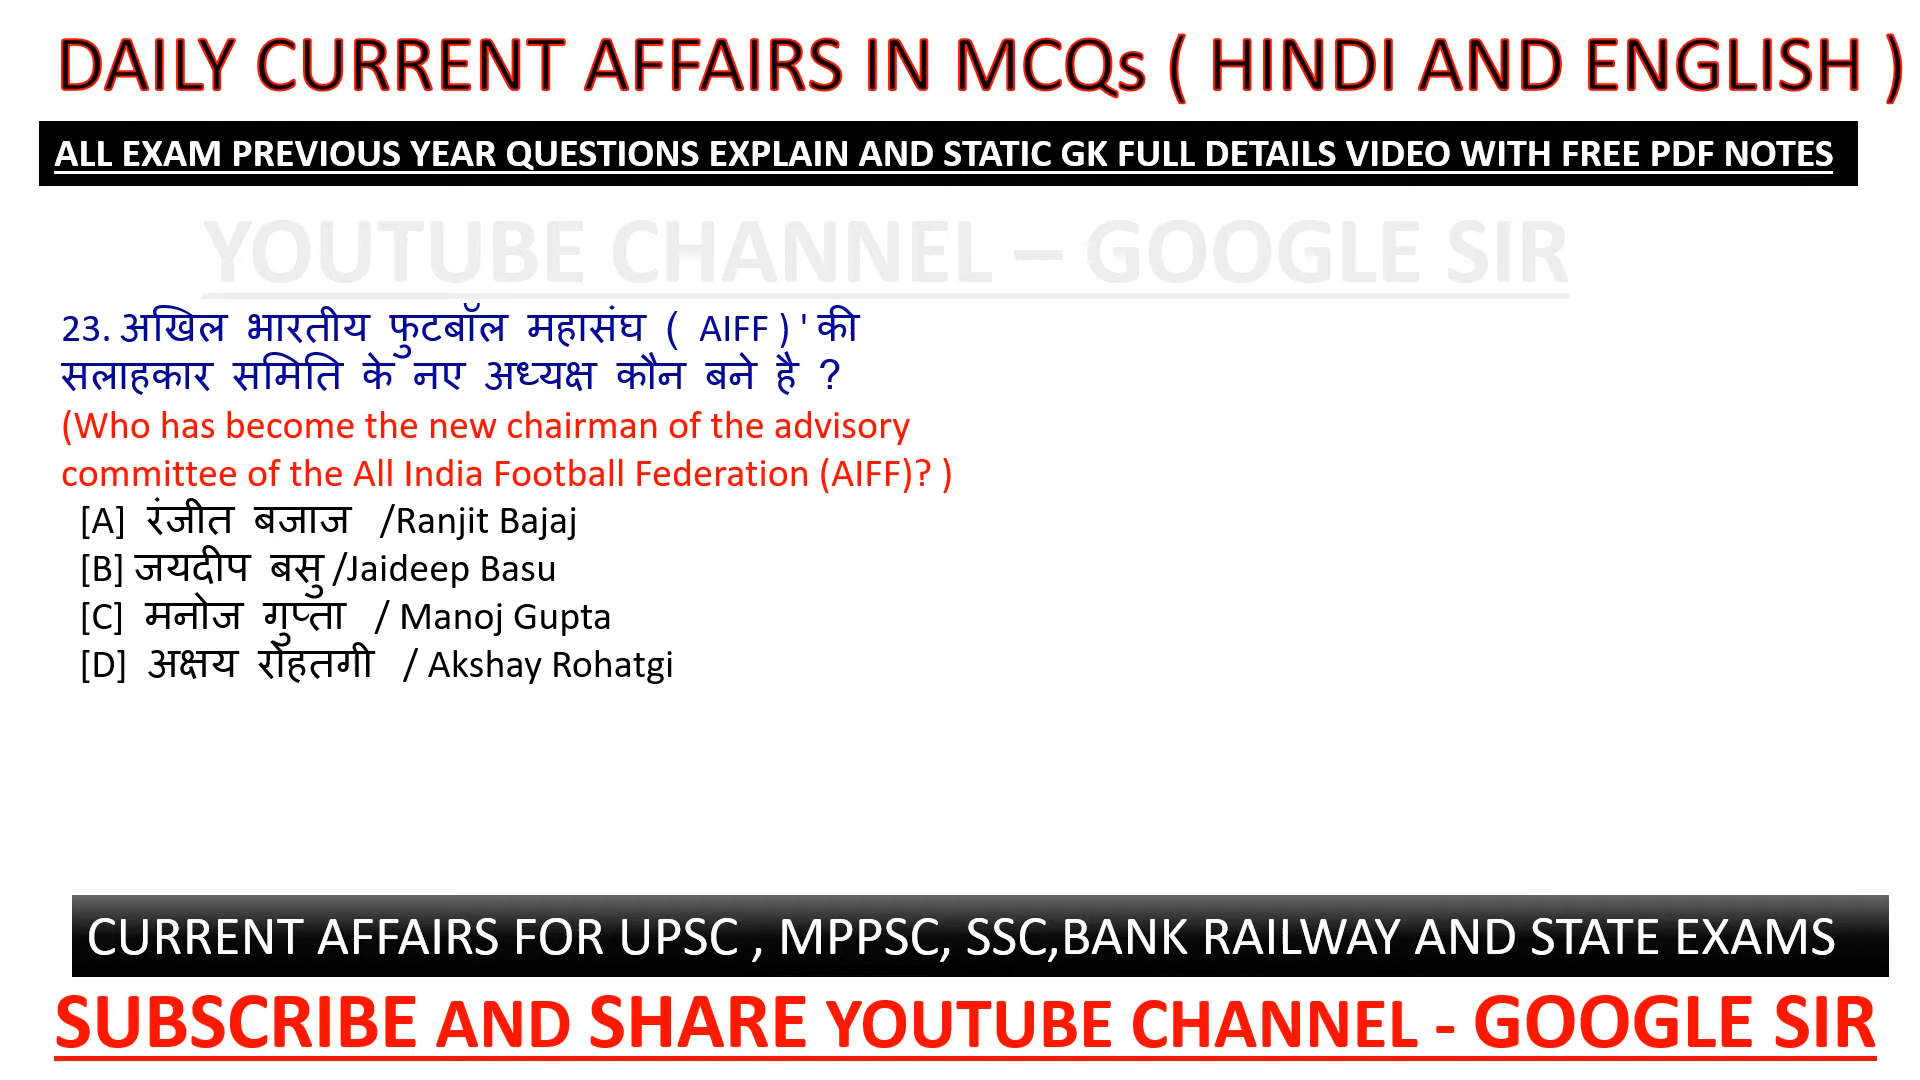 DAILY CURRENT AFFAIRS IN MCQs ( HINDI AND ENGLISH )
ALL EXAM PREVIOUS YEAR QUESTIONS EXPLAIN AND STATIC GK FULL DETAILS VIDEO WITH FREE PDF NOTES
YOUTUBE CHANNEL – GOOGLE SIR
23. अखिल भारतीय फुटबॉल महासंघ ( AIFF ) ' की
सलाहकार समिति के नए अध्यक्ष कौन बने है ?
(Who has become the new chairman of the advisory
committee of the All India Football Federation (AIFF)? )
[A] रंजीत बजाज /Ranjit Bajaj
[B] जयदीप बसु /Jaideep Basu
[C] मनोज गुप्ता / Manoj Gupta
[D] अक्षय रोहतगी / Akshay Rohatgi
CURRENT AFFAIRS FOR UPSC , MPPSC, SSC,BANK RAILWAY AND STATE EXAMS
SUBSCRIBE AND SHARE YOUTUBE CHANNEL - GOOGLE SIR